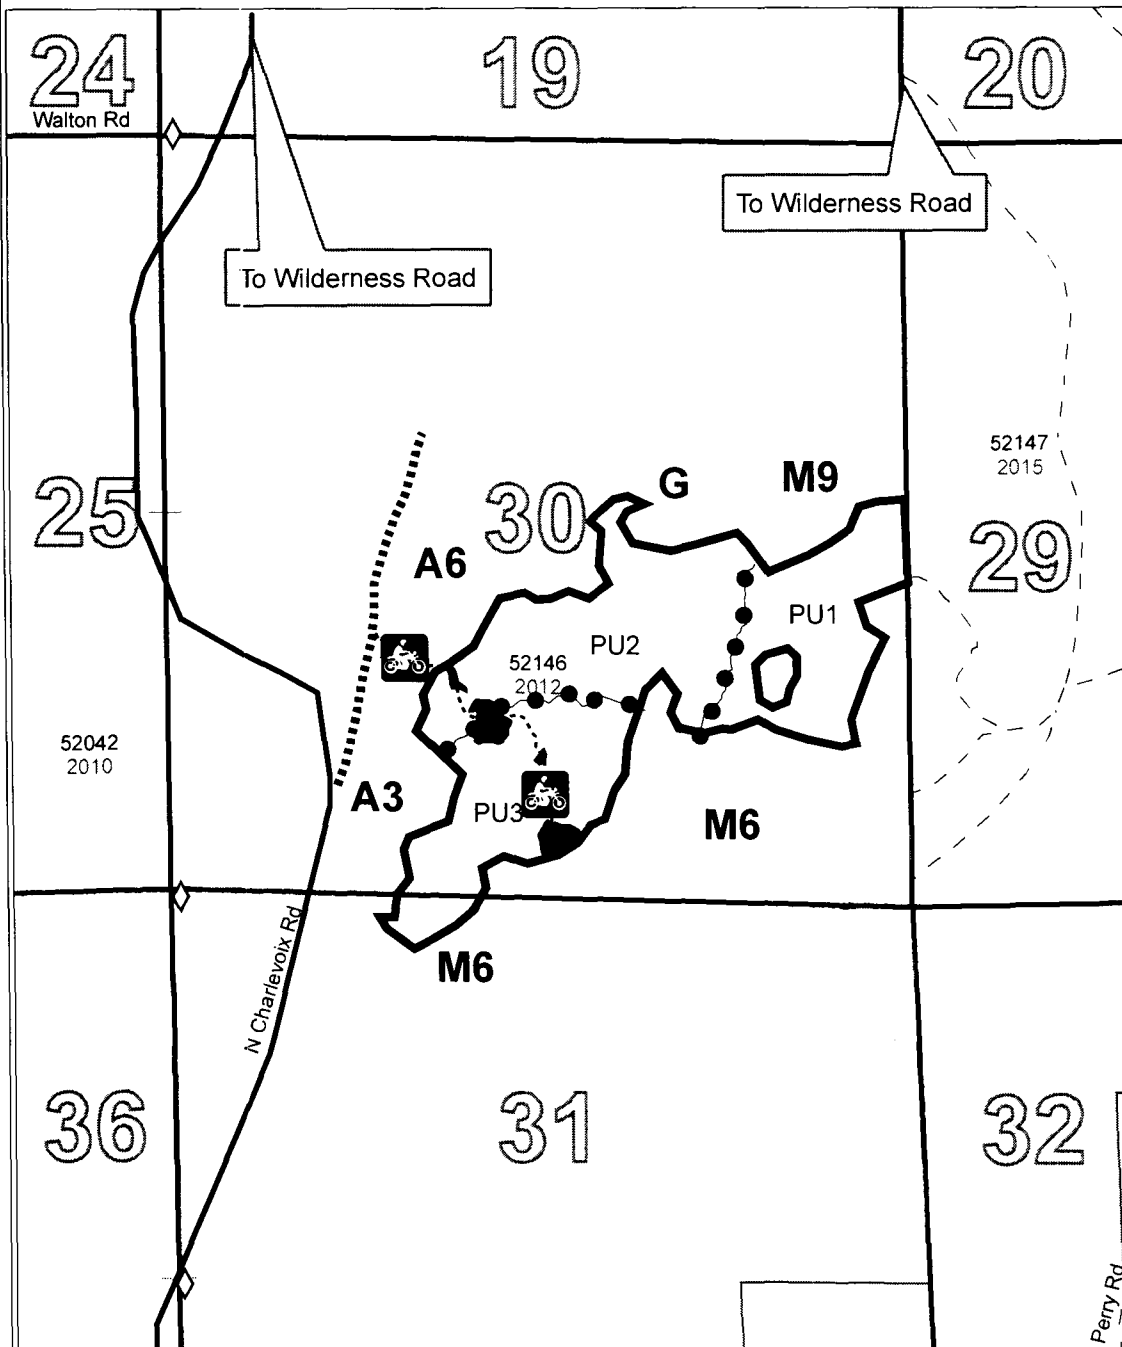 24
19
20
Walton Rd
To Wilderness Road
To Wilderness Road
52147
2015
G
M9
25
30
29
A6
PU1
PU2
52146
2012
52042
2010
A3
PU3
M6
N Charlevoix Rd
M6
36
31
32
Perry Rd